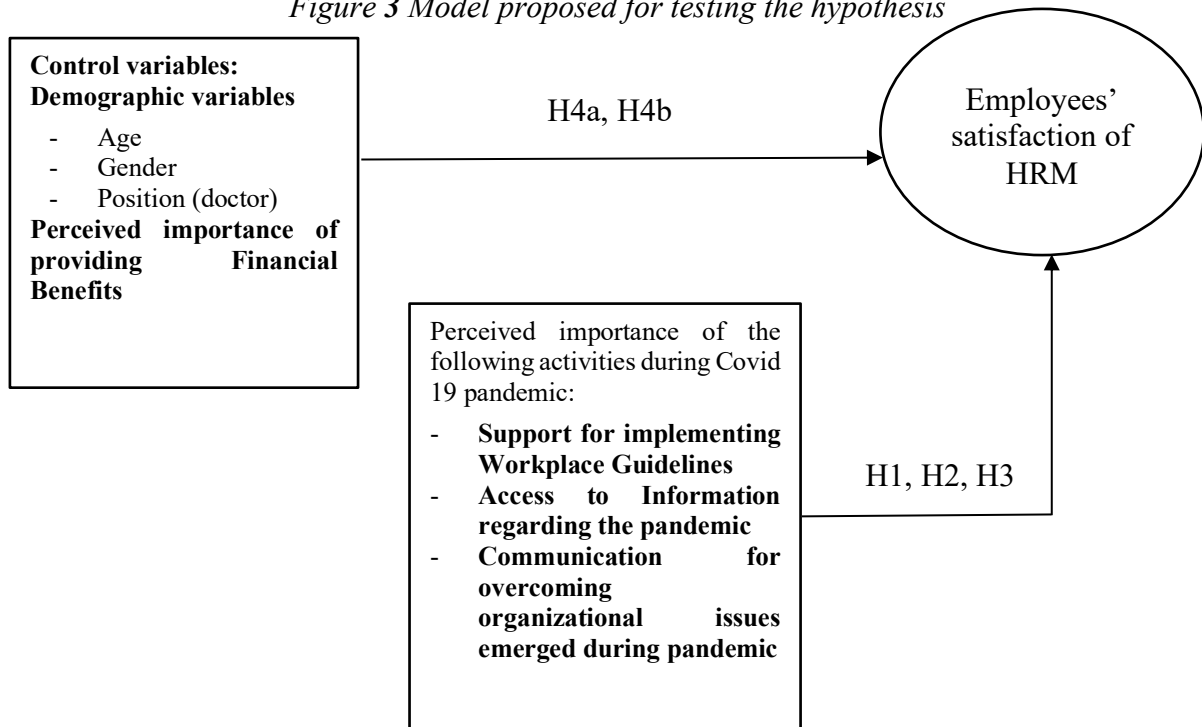 Figure 3 Model proposed for testing the hypothesis
Control variables:
Demographic variables
- Age
- Gender
- Position (doctor)
Perceived importance of
providing Financial
Benefits
H4a, H4b
Employees’
satisfaction of
HRM
Perceived importance of the
following activities during Covid
19 pandemic:
- Support for implementing
Workplace Guidelines
- Access to Information
regarding the pandemic
- Communication for
overcoming
organizational issues
emerged during pandemic
H1, H2, H3